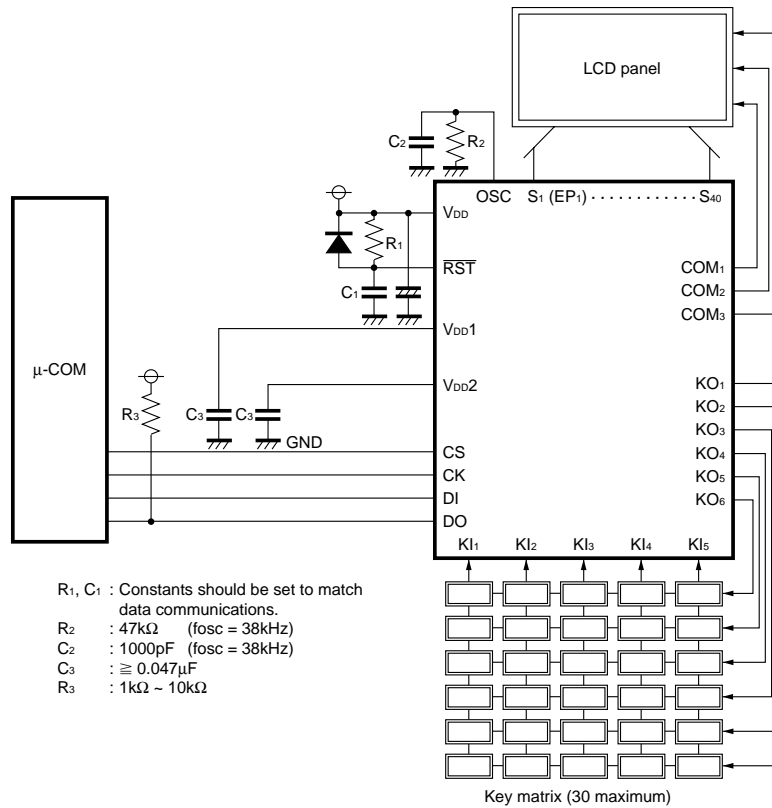 LCD panel
C2
R2
OSC
S1 (EP1) · · · · · · · · · · · · S40
VDD
R1
RST
C1
COM1
COM2
COM3
VDD1
μ-COM
VDD2
R3
C3
C3
GND
KO1
KO2
KO3
KO4
KO5
KO6
CS
CK
DI
DO
KI1 KI2 KI3 KI4 KI5
R1, C1 : Constants should be set to match
data communications.
R2 : 47kΩ (fosc = 38kHz)
C2 : 1000pF (fosc = 38kHz)
C3 : ≧ 0.047μF
R3 : 1kΩ ~ 10kΩ
Key matrix (30 maximum)